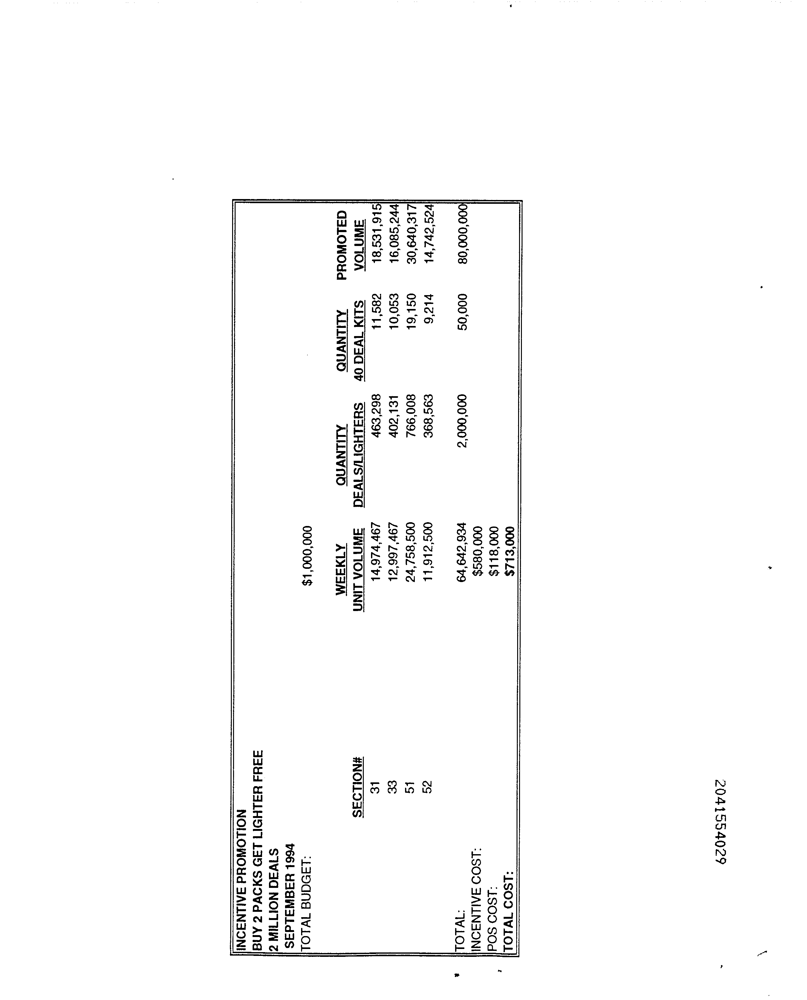 INCENTIVE PROMOTION
BUY 2 PACKS GET LIGHTER FREE
2 MILLION DEALS
SEPTEMBER 1994
TOTAL BUDGET: $1,000,000
WEEKLY QUANTITY QUANTITY PROMOTED
SECTION# UNIT VOLUME DEALS/LIGHTERS 40 DEAL KITS VOLUME
31 14,974,467 463,298 11,582 18,531,915
33 12,997,467 402,131 10,053 16,085,244
51 24,758,500 766,008 19,150 30,640,317
52 11,912,500 368,563 9,214 14,742,524
TOTAL: 64,642,934 2,000,000 50,000 80,000,000
INCENTIVE COST: $580,000
POS COST: $118,000
TOTAL COST: $713,000
2041554029